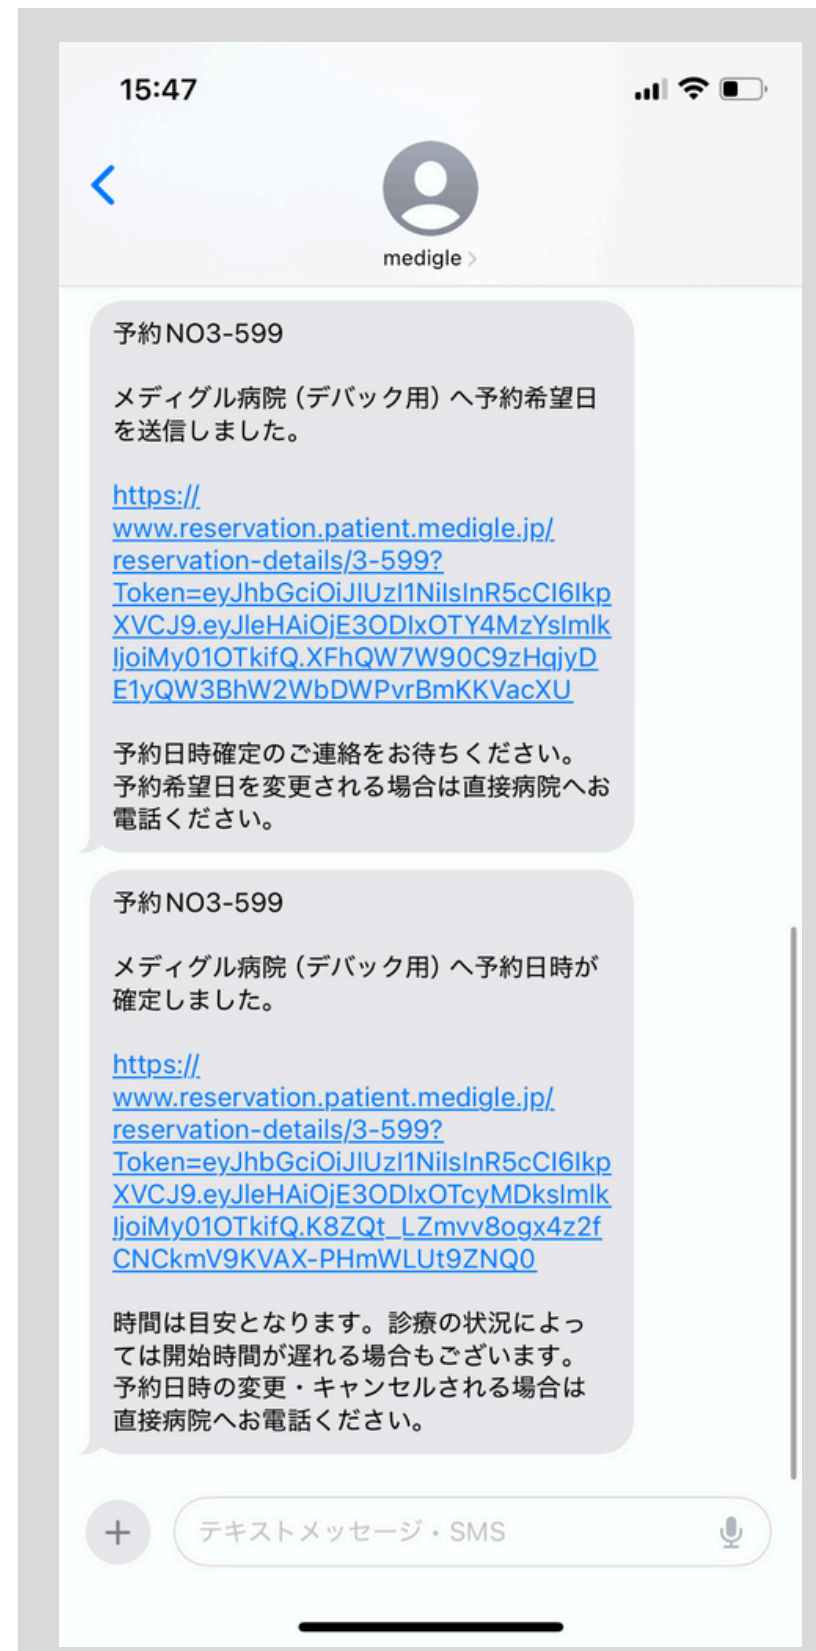 15:47
medigle
予約NO3-599
メディグル病院（デバック用）へ予約希望日
を送信しました。
https://
www.reservation.patient.medigle.jp/
reservation-details/3-599?
Token=eyJhbGciOiJIUzI1NiIsInR5cCI6Ikp
XVCJ9.eyJleHAiOjE3ODIxOTY4MzYsImlk
IjoiMy01OTkifQ.XFhQW7W90C9zHqjyD
E1yQW3BhW2WbDWPvrBmKKVacXU
予約日時確定のご連絡をお待ちください。
予約希望日を変更される場合は直接病院へお
電話ください。
予約NO3-599
メディグル病院（デバック用）へ予約日時が
確定しました。
https://
www.reservation.patient.medigle.jp/
reservation-details/3-599?
Token=eyJhbGciOiJIUzI1NiIsInR5cCI6Ikp
XVCJ9.eyJleHAiOjE3ODIxOTcyMDksImlk
IjoiMy01OTkifQ.K8ZQt_LZmvv8ogx4z2f
CNCkmV9KVAX-PHmWLUt9ZNQ0
時間は目安となります。診療の状況によっ
ては開始時間が遅れる場合もございます。
予約日時の変更・キャンセルされる場合は
直接病院へお電話ください。
テキストメッセージ・SMS